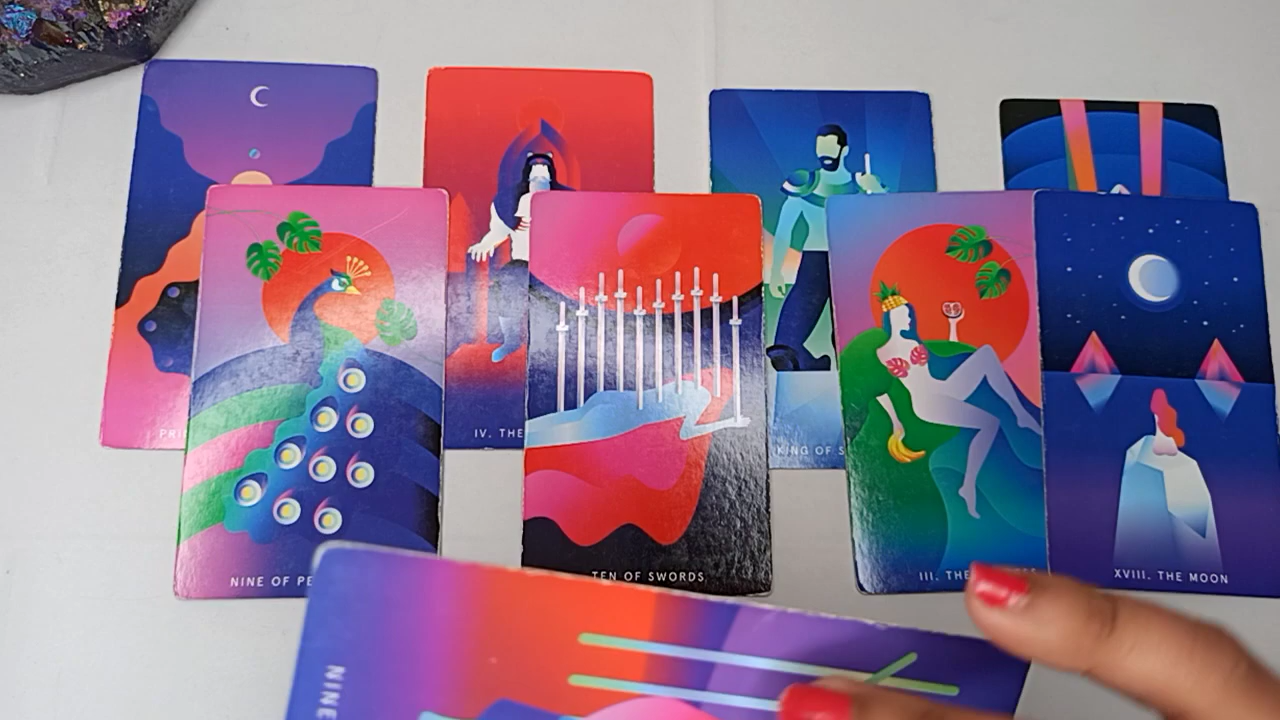 IV. THE
KING OF S
NINE OF PE
TEN OF SWORDS
III. THE
XVIII. THE MOON
NINE